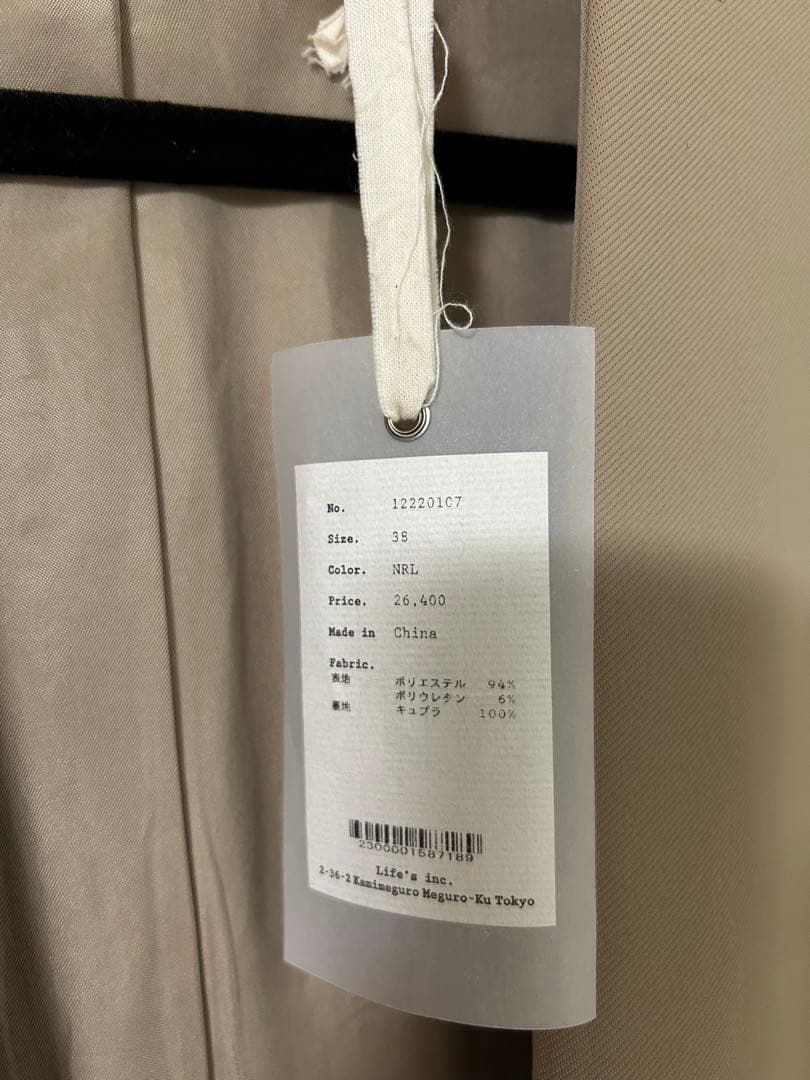 No. 12220107
Size. 38
Color. NRL
Price. 26,400
Made in China
Fabric.
表地 ポリエステル 94%
ポリウレタン 6%
裏地 キュプラ 100%
2300001587189
Life's inc.
2-36-2 Kamimeguro Meguro-Ku Tokyo